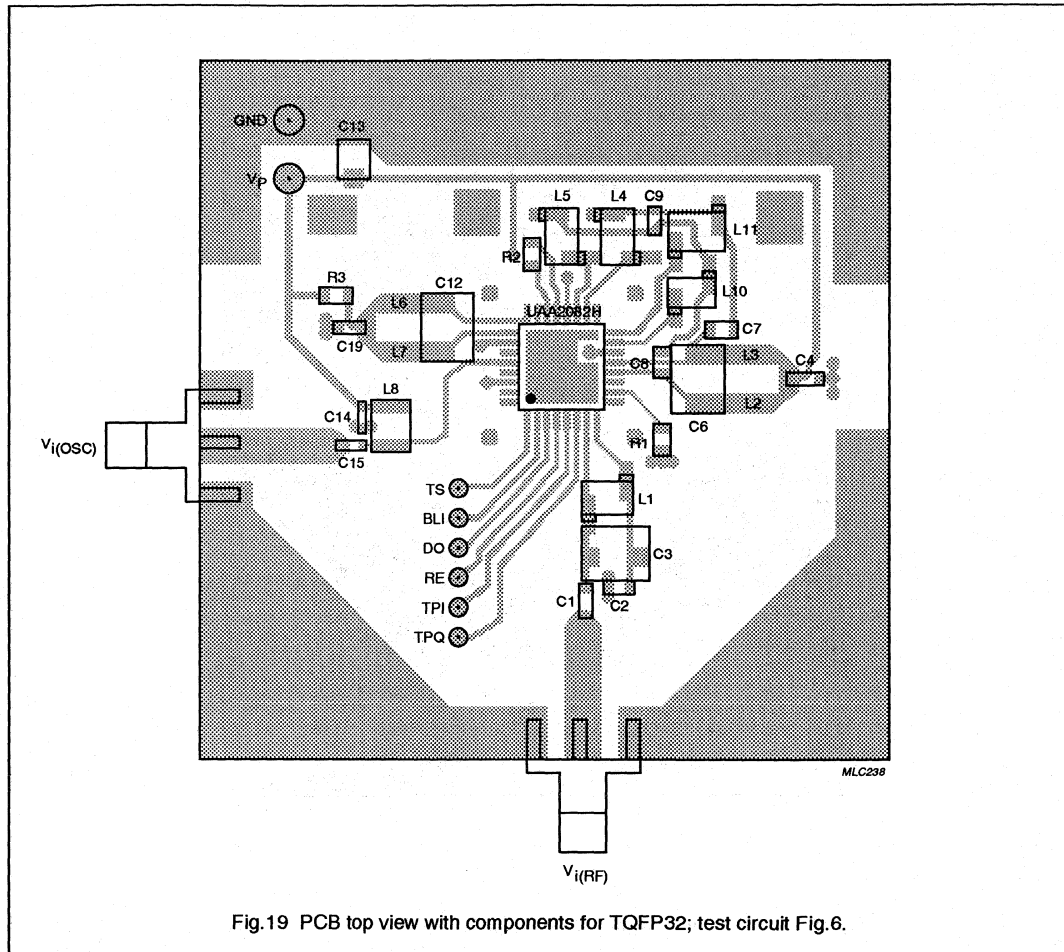 GND
C13
VP
L5
L4
C9
L11
R2
R3
C12
L10
L6
UAA2082H
C19
L7
C7
C8
L3
C4
L2
L8
C14
C6
R1
Vi(OSC)
C15
TS
L1
BLI
DO
C3
RE
C1
C2
TPI
TPQ
MLC238
Vi(RF)
Fig.19 PCB top view with components for TQFP32; test circuit Fig.6.